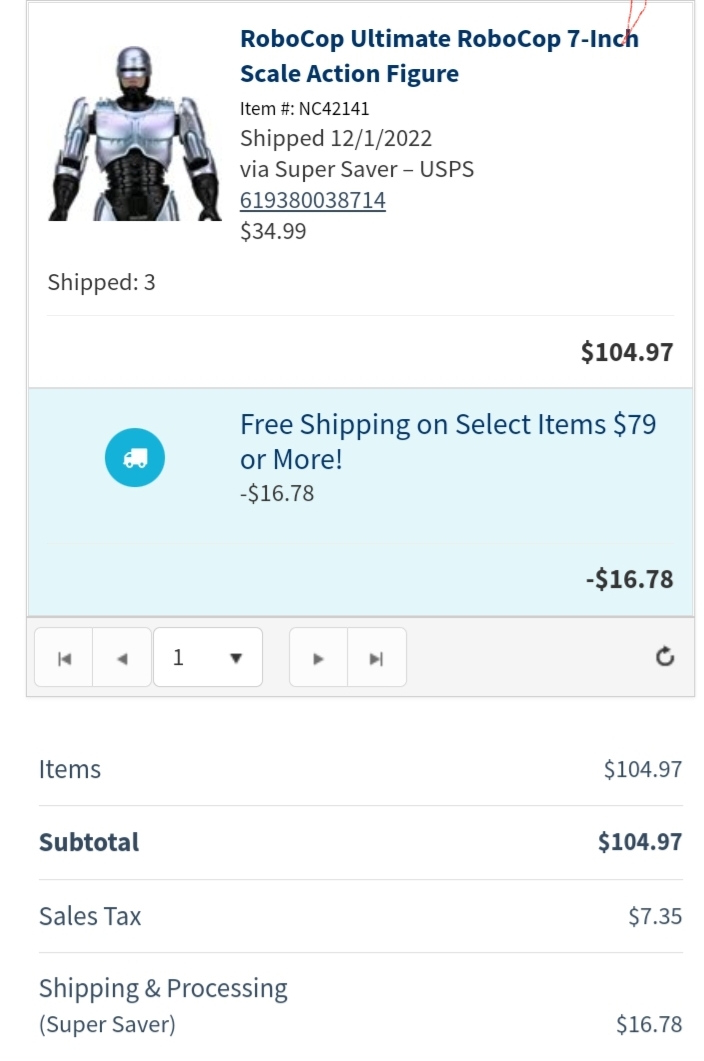 RoboCop Ultimate RoboCop 7-Inch
Scale Action Figure
Item #: NC42141
Shipped 12/1/2022
via Super Saver – USPS
619380038714
$34.99
Shipped: 3
$104.97
Free Shipping on Select Items $79
or More!
-$16.78
-$16.78
1
Items $104.97
Subtotal $104.97
Sales Tax $7.35
Shipping & Processing
(Super Saver) $16.78